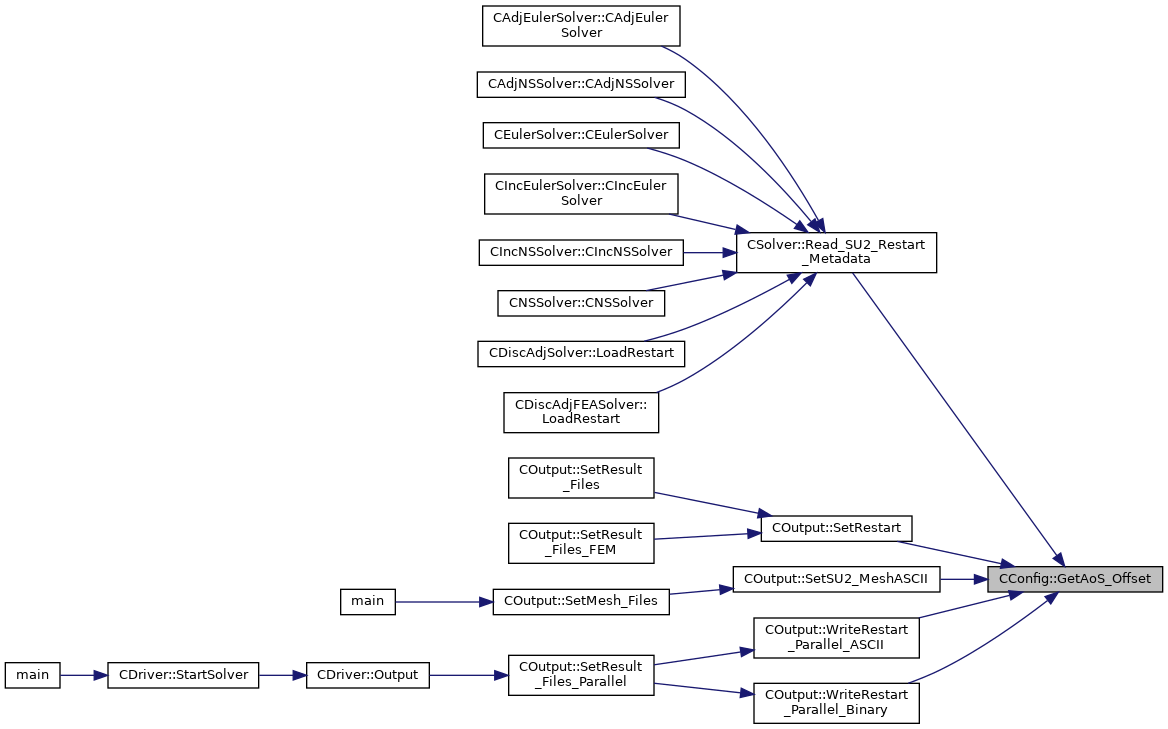 CAdjEulerSolver::CAdjEuler
Solver
CAdjNSSolver::CAdjNSSolver
CEulerSolver::CEulerSolver
CIncEulerSolver::CIncEuler
Solver
CIncNSSolver::CIncNSSolver
CNSSolver::CNSSolver
CDiscAdjSolver::LoadRestart
CDiscAdjFEASolver::
LoadRestart
CSolver::Read_SU2_Restart
_Metadata
COutput::SetResult
_Files
COutput::SetResult
_Files_FEM
COutput::SetRestart
CConfig::GetAoS_Offset
COutput::SetSU2_MeshASCII
COutput::SetMesh_Files
main
COutput::WriteRestart
_Parallel_ASCII
COutput::WriteRestart
_Parallel_Binary
COutput::SetResult
_Files_Parallel
CDriver::Output
CDriver::StartSolver
main